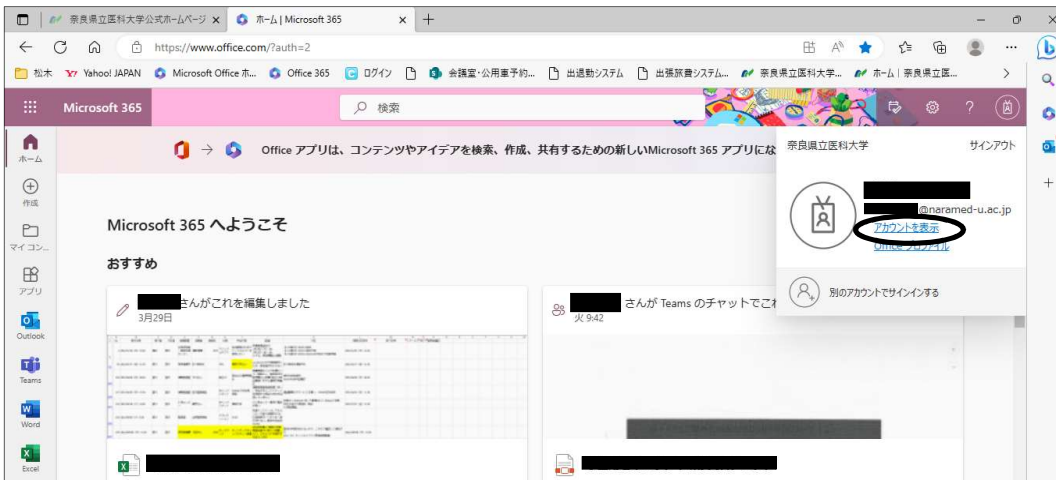 奈良県立医科大学公式ホームページ
ホーム | Microsoft 365
https://www.office.com/?auth=2
松本
Yahoo! JAPAN
Microsoft Office ホ...
Office 365
ログイン
会議室・公用車予約...
出退勤システム
出張旅費システム...
奈良県立医科大学...
ホーム | 奈良県立医...
Microsoft 365
検索
ホーム
作成
マイ コン...
アプリ
Outlook
Teams
Word
Excel
Office アプリは、コンテンツやアイデアを検索、作成、共有するための新しいMicrosoft 365 アプリにな
奈良県立医科大学
サインアウト
@naramed-u.ac.jp
アカウントを表示
Office プロファイル
別のアカウントでサインインする
Microsoft 365 へようこそ
おすすめ
さんがこれを編集しました
3月29日
さんが Teams のチャットでこれ
火 9:42